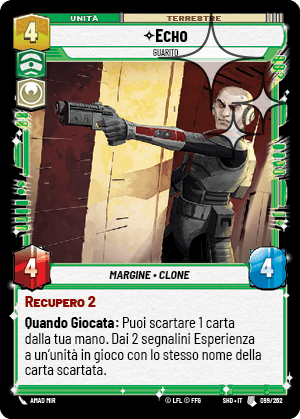 UNITÀ
TERRESTRE
4
✧Echo
GUARITO
4
4
MARGINE • CLONE
Recupero 2
Quando Giocata: Puoi scartare 1 carta
dalla tua mano. Dai 2 segnalini Esperienza
a un'unità in gioco con lo stesso nome della
carta scartata.
AMAD MIR
© LFL © FFG
SHD • IT
099/262